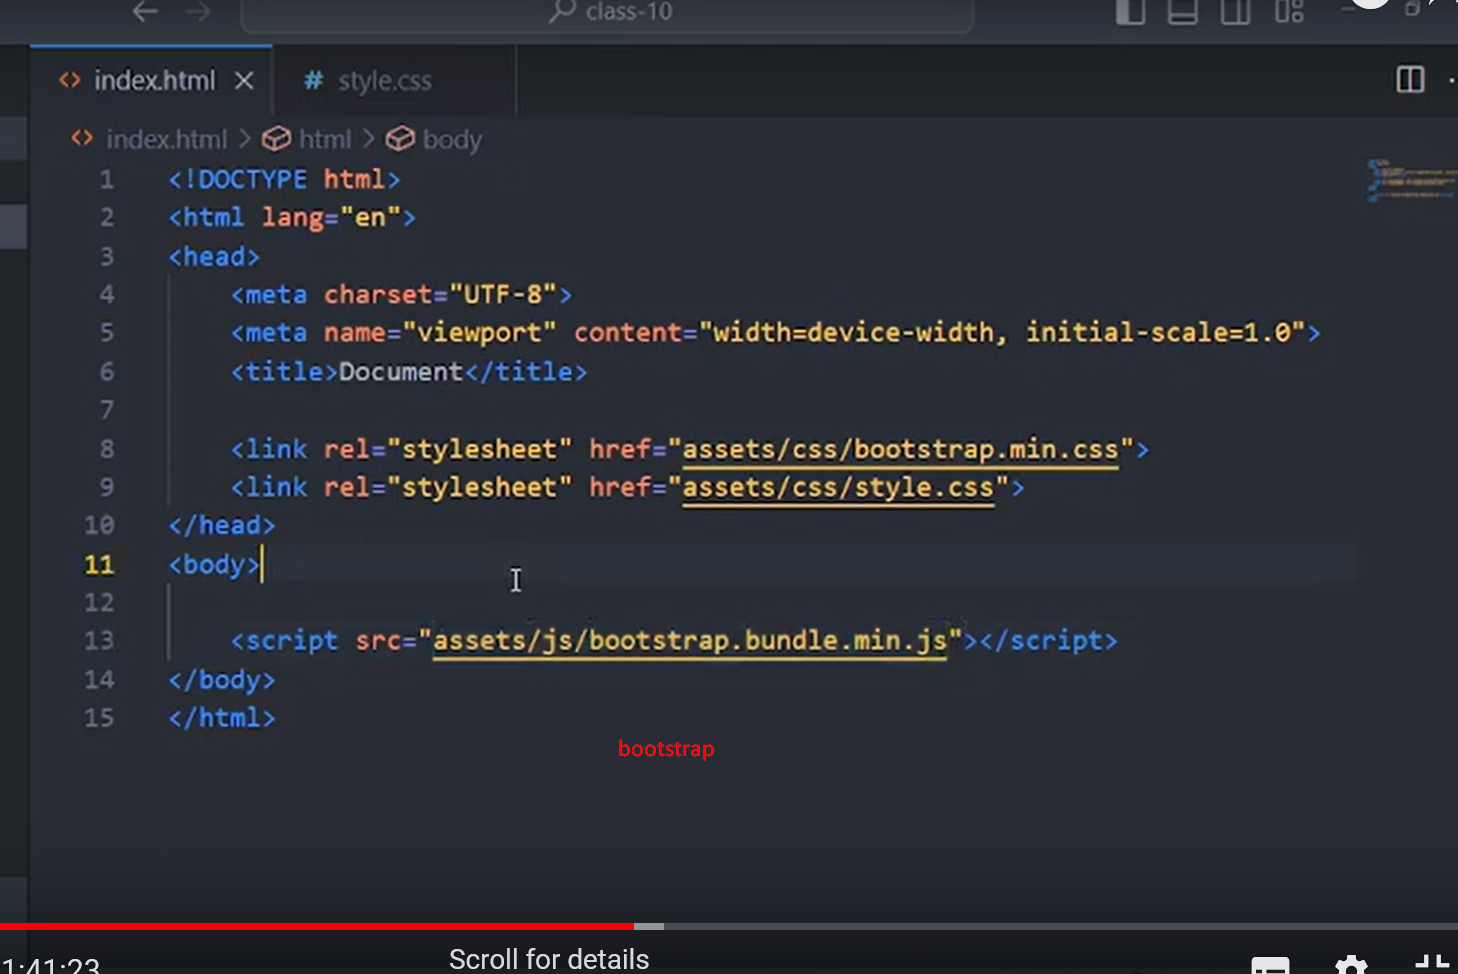 class-10
index.html
style.css
index.html > html > body
1 <!DOCTYPE html>
2 <html lang="en">
3 <head>
4 <meta charset="UTF-8">
5 <meta name="viewport" content="width=device-width, initial-scale=1.0">
6 <title>Document</title>
7
8 <link rel="stylesheet" href="assets/css/bootstrap.min.css">
9 <link rel="stylesheet" href="assets/css/style.css">
10 </head>
11 <body>
12
13 <script src="assets/js/bootstrap.bundle.min.js"></script>
14 </body>
15 </html>
bootstrap
1:41:23
Scroll for details